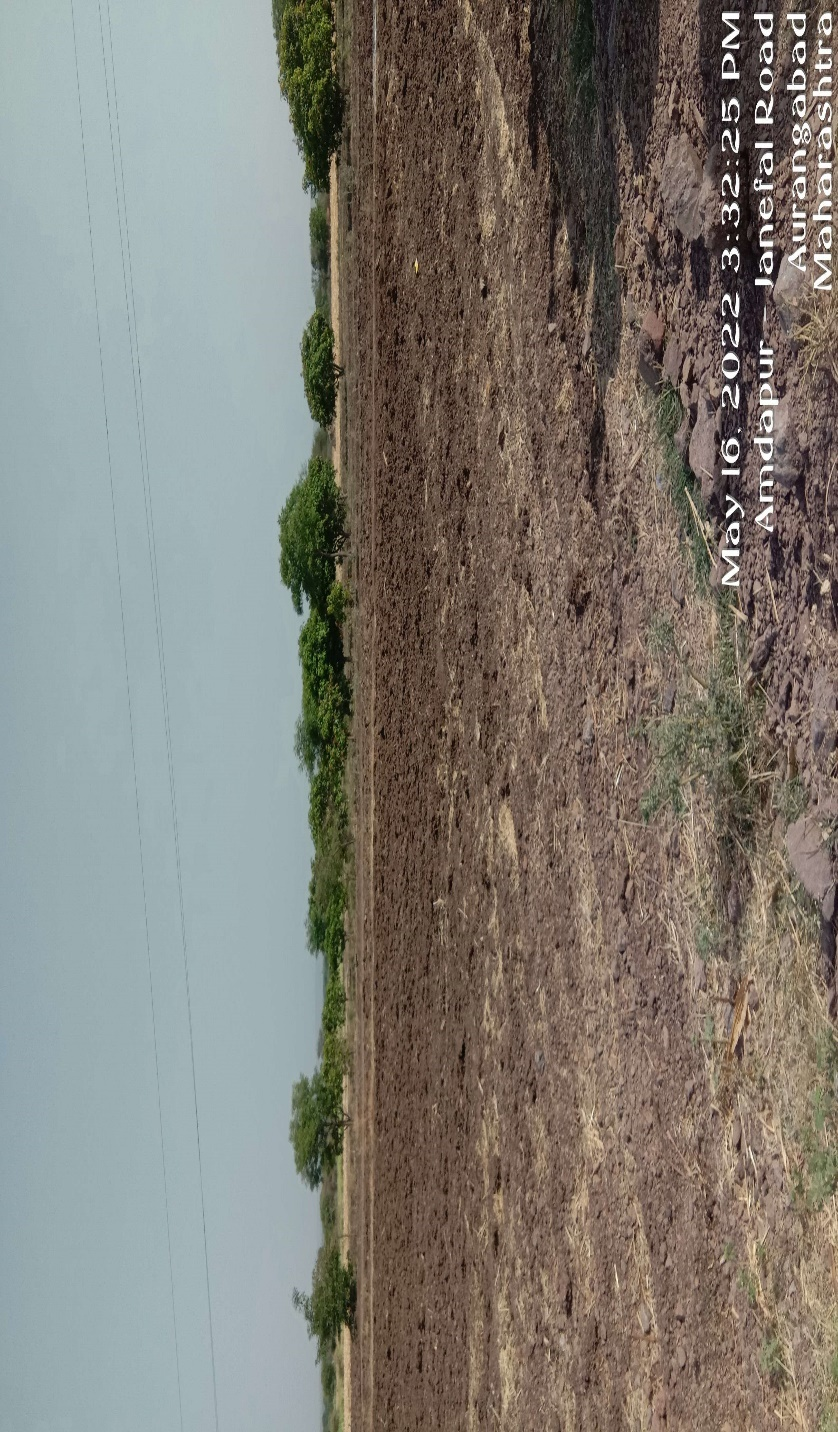 May 16, 2022 3:32:25 PM
Amdapur - Janefal Road
Aurangabad
Maharashtra